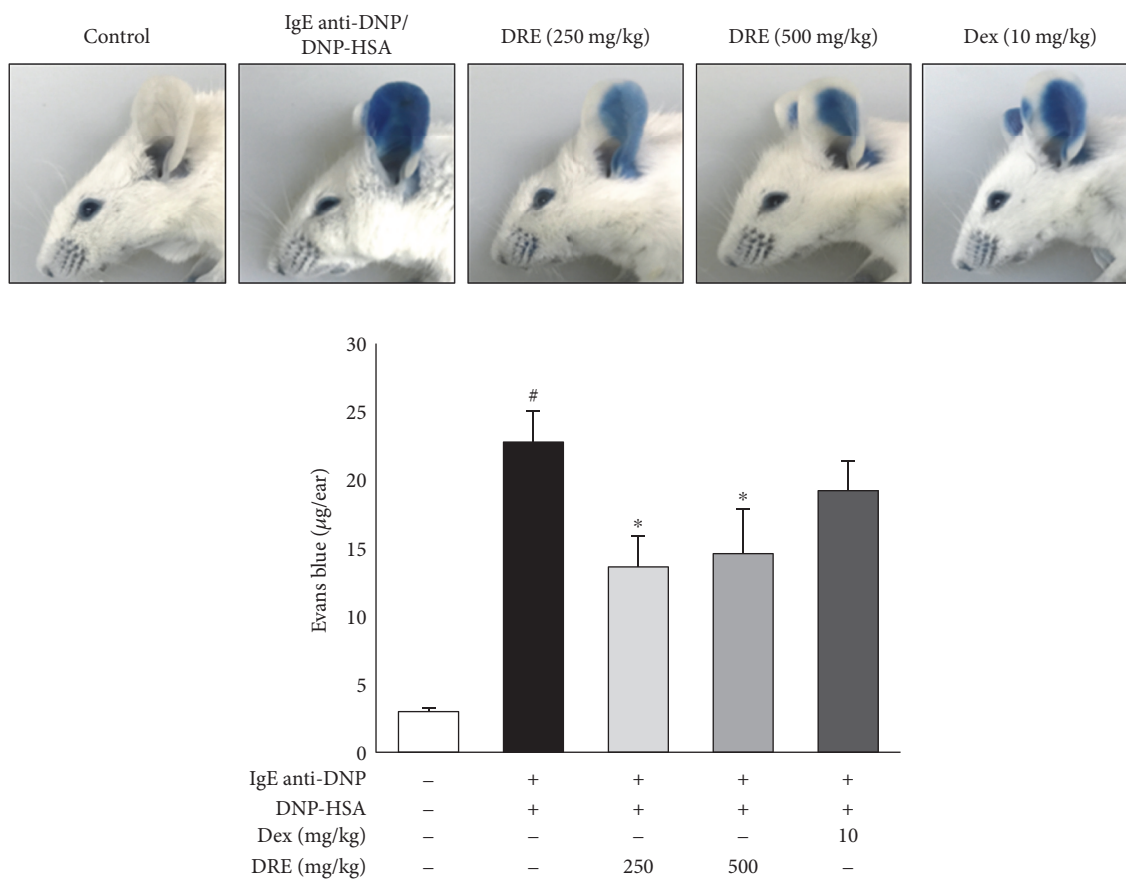 Control
IgE anti-DNP/
DNP-HSA
DRE (250 mg/kg)
DRE (500 mg/kg)
Dex (10 mg/kg)
30
25
20
15
10
5
0
Evans blue (μg/ear)
#
*
*
IgE anti-DNP – + + + +
DNP-HSA – + + + +
Dex (mg/kg) – – – – 10
DRE (mg/kg) – – 250 500 –